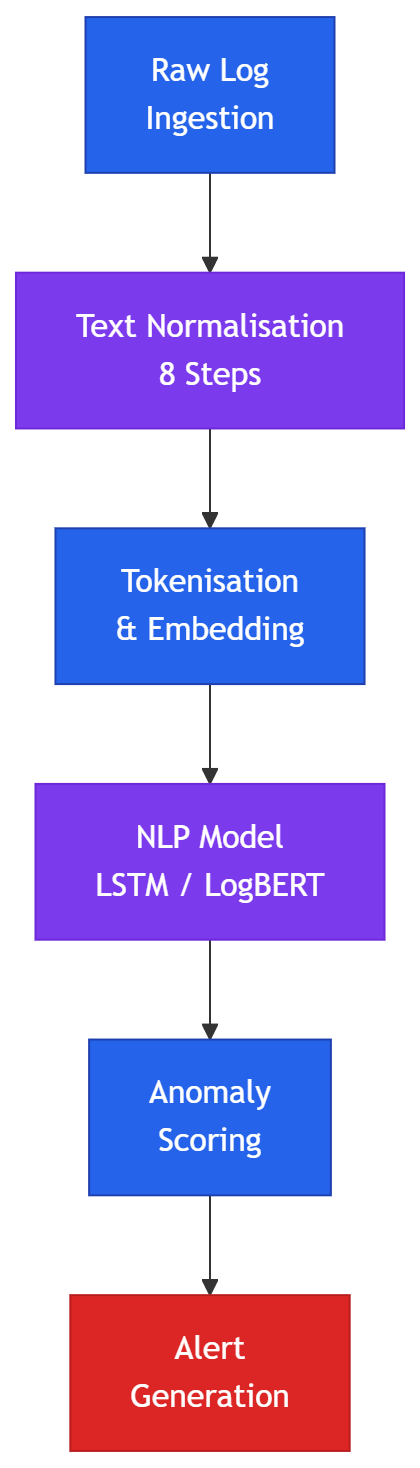 Raw Log
Ingestion
Text Normalisation
8 Steps
Tokenisation
& Embedding
NLP Model
LSTM / LogBERT
Anomaly
Scoring
Alert
Generation